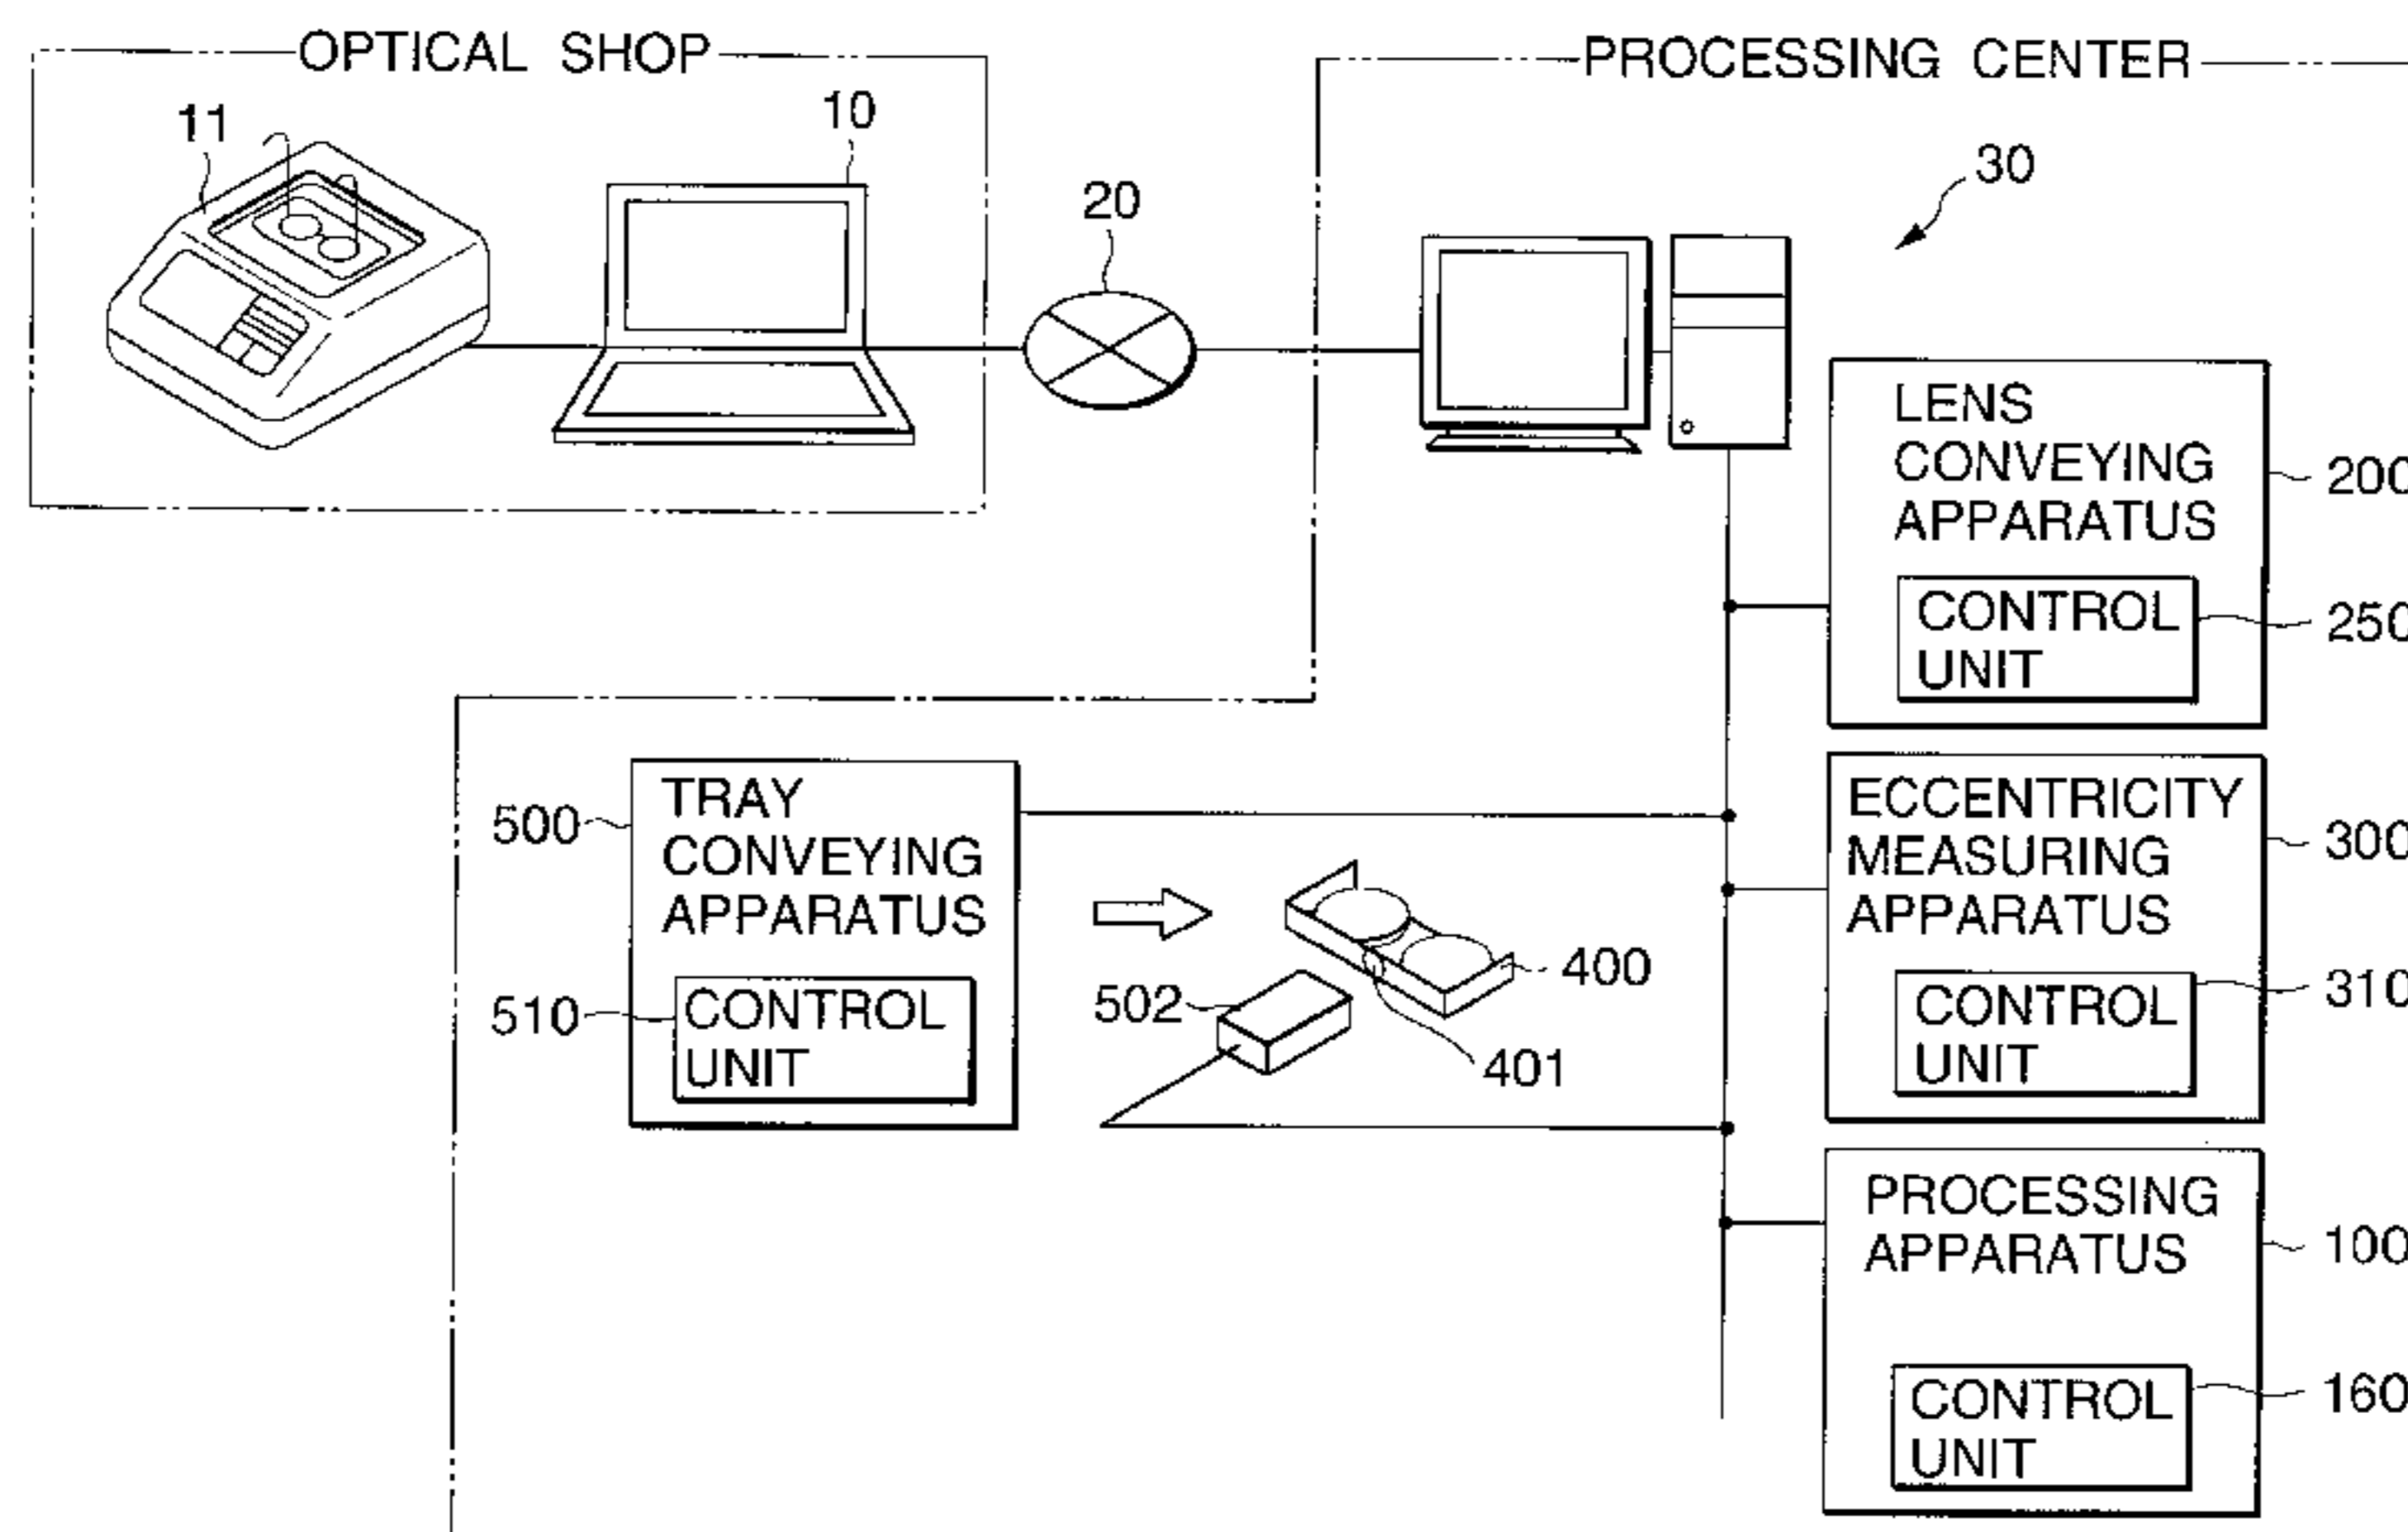 OPTICAL SHOP
PROCESSING CENTER
11
10
20
30
LENS
CONVEYING
APPARATUS
200
CONTROL
UNIT
250
TRAY
CONVEYING
APPARATUS
500
CONTROL
UNIT
510
502
400
401
ECCENTRICITY
MEASURING
APPARATUS
300
CONTROL
UNIT
310
PROCESSING
APPARATUS
100
CONTROL
UNIT
160